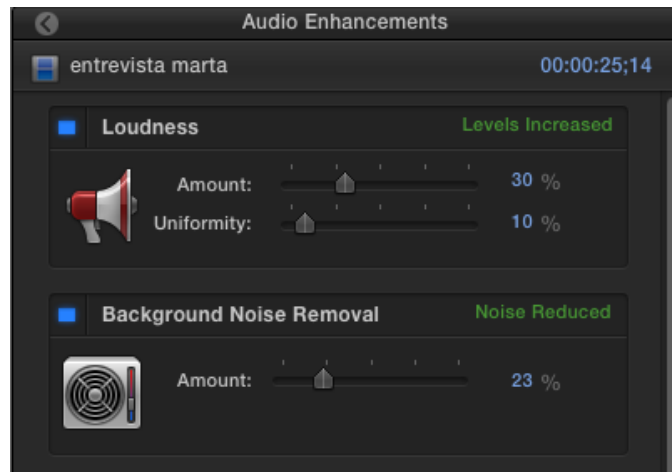 Audio Enhancements
entrevista marta 00:00:25;14
Loudness Levels Increased
Amount: 30 %
Uniformity: 10 %
Background Noise Removal Noise Reduced
Amount: 23 %